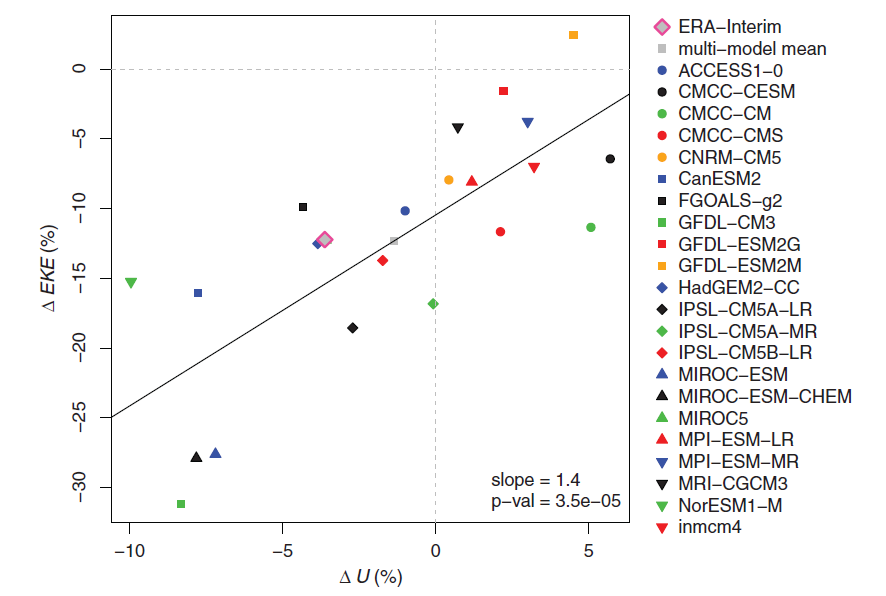 0
−5
−10
−15
−20
−25
−30
Δ EKE (%)
−10
−5
0
5
Δ U (%)
slope = 1.4
p−val = 3.5e−05
ERA−Interim
multi−model mean
ACCESS1−0
CMCC−CESM
CMCC−CM
CMCC−CMS
CNRM−CM5
CanESM2
FGOALS−g2
GFDL−CM3
GFDL−ESM2G
GFDL−ESM2M
HadGEM2−CC
IPSL−CM5A−LR
IPSL−CM5A−MR
IPSL−CM5B−LR
MIROC−ESM
MIROC−ESM−CHEM
MIROC5
MPI−ESM−LR
MPI−ESM−MR
MRI−CGCM3
NorESM1−M
inmcm4